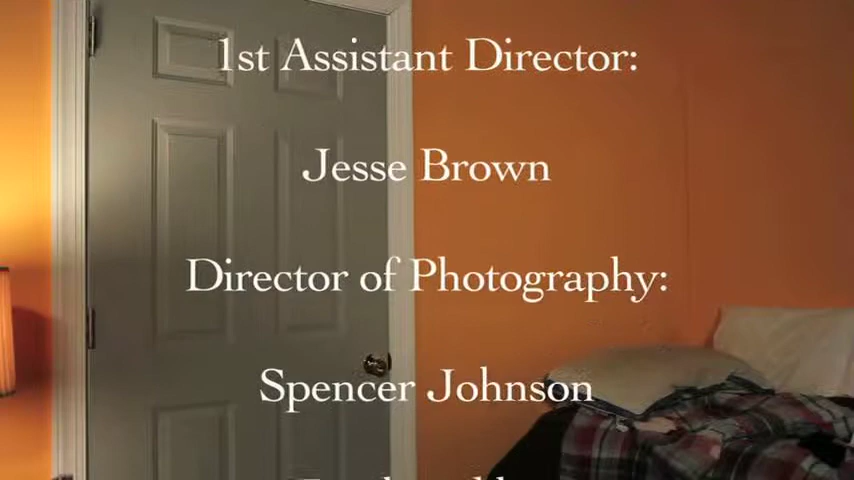 1st Assistant Director:
Jesse Brown
Director of Photography:
Spencer Johnson